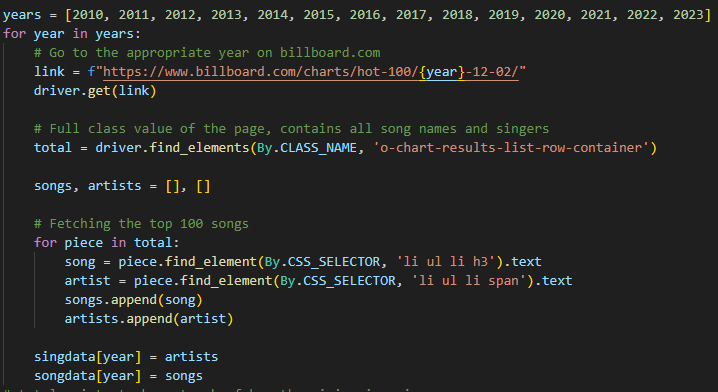 years = [2010, 2011, 2012, 2013, 2014, 2015, 2016, 2017, 2018, 2019, 2020, 2021, 2022, 2023]
for year in years:
    # Go to the appropriate year on billboard.com
    link = f"https://www.billboard.com/charts/hot-100/{year}-12-02/"
    driver.get(link)

    # Full class value of the page, contains all song names and singers
    total = driver.find_elements(By.CLASS_NAME, 'o-chart-results-list-row-container')

    songs, artists = [], []

    # Fetching the top 100 songs
    for piece in total:
        song = piece.find_element(By.CSS_SELECTOR, 'li ul li h3').text
        artist = piece.find_element(By.CSS_SELECTOR, 'li ul li span').text
        songs.append(song)
        artists.append(artist)

    singdata[year] = artists
    songdata[year] = songs